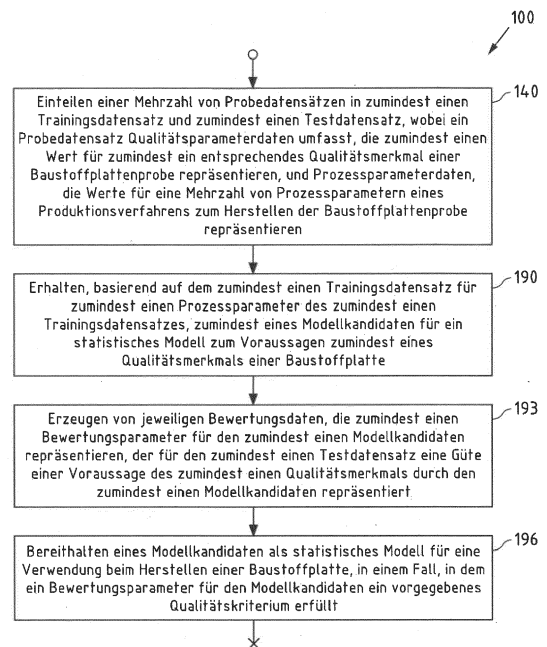 100
140
Einteilen einer Mehrzahl von Probedatensätzen in zumindest einen
Trainingsdatensatz und zumindest einen Testdatensatz, wobei ein
Probedatensatz Qualitätsparameterdaten umfasst, die zumindest einen
Wert für zumindest ein entsprechendes Qualitätsmerkmal einer
Baustoffplattenprobe repräsentieren, und Prozessparameterdaten,
die Werte für eine Mehrzahl von Prozessparametern eines
Produktionsverfahrens zum Herstellen der Baustoffplattenprobe
repräsentieren
190
Erhalten, basierend auf dem zumindest einen Trainingsdatensatz für
zumindest einen Prozessparameter des zumindest einen
Trainingsdatensatzes, zumindest eines Modellkandidaten für ein
statistisches Modell zum Voraussagen zumindest eines
Qualitätsmerkmals einer Baustoffplatte
193
Erzeugen von jeweiligen Bewertungsdaten, die zumindest einen
Bewertungsparameter für den zumindest einen Modellkandidaten
repräsentieren, der für den zumindest einen Testdatensatz eine Güte
einer Voraussage des zumindest einen Qualitätsmerkmals durch den
zumindest einen Modellkandidaten repräsentiert
196
Bereithalten eines Modellkandidaten als statistisches Modell für eine
Verwendung beim Herstellen einer Baustoffplatte, in einem Fall, in dem
ein Bewertungsparameter für den Modellkandidaten ein vorgegebenes
Qualitätskriterium erfüllt